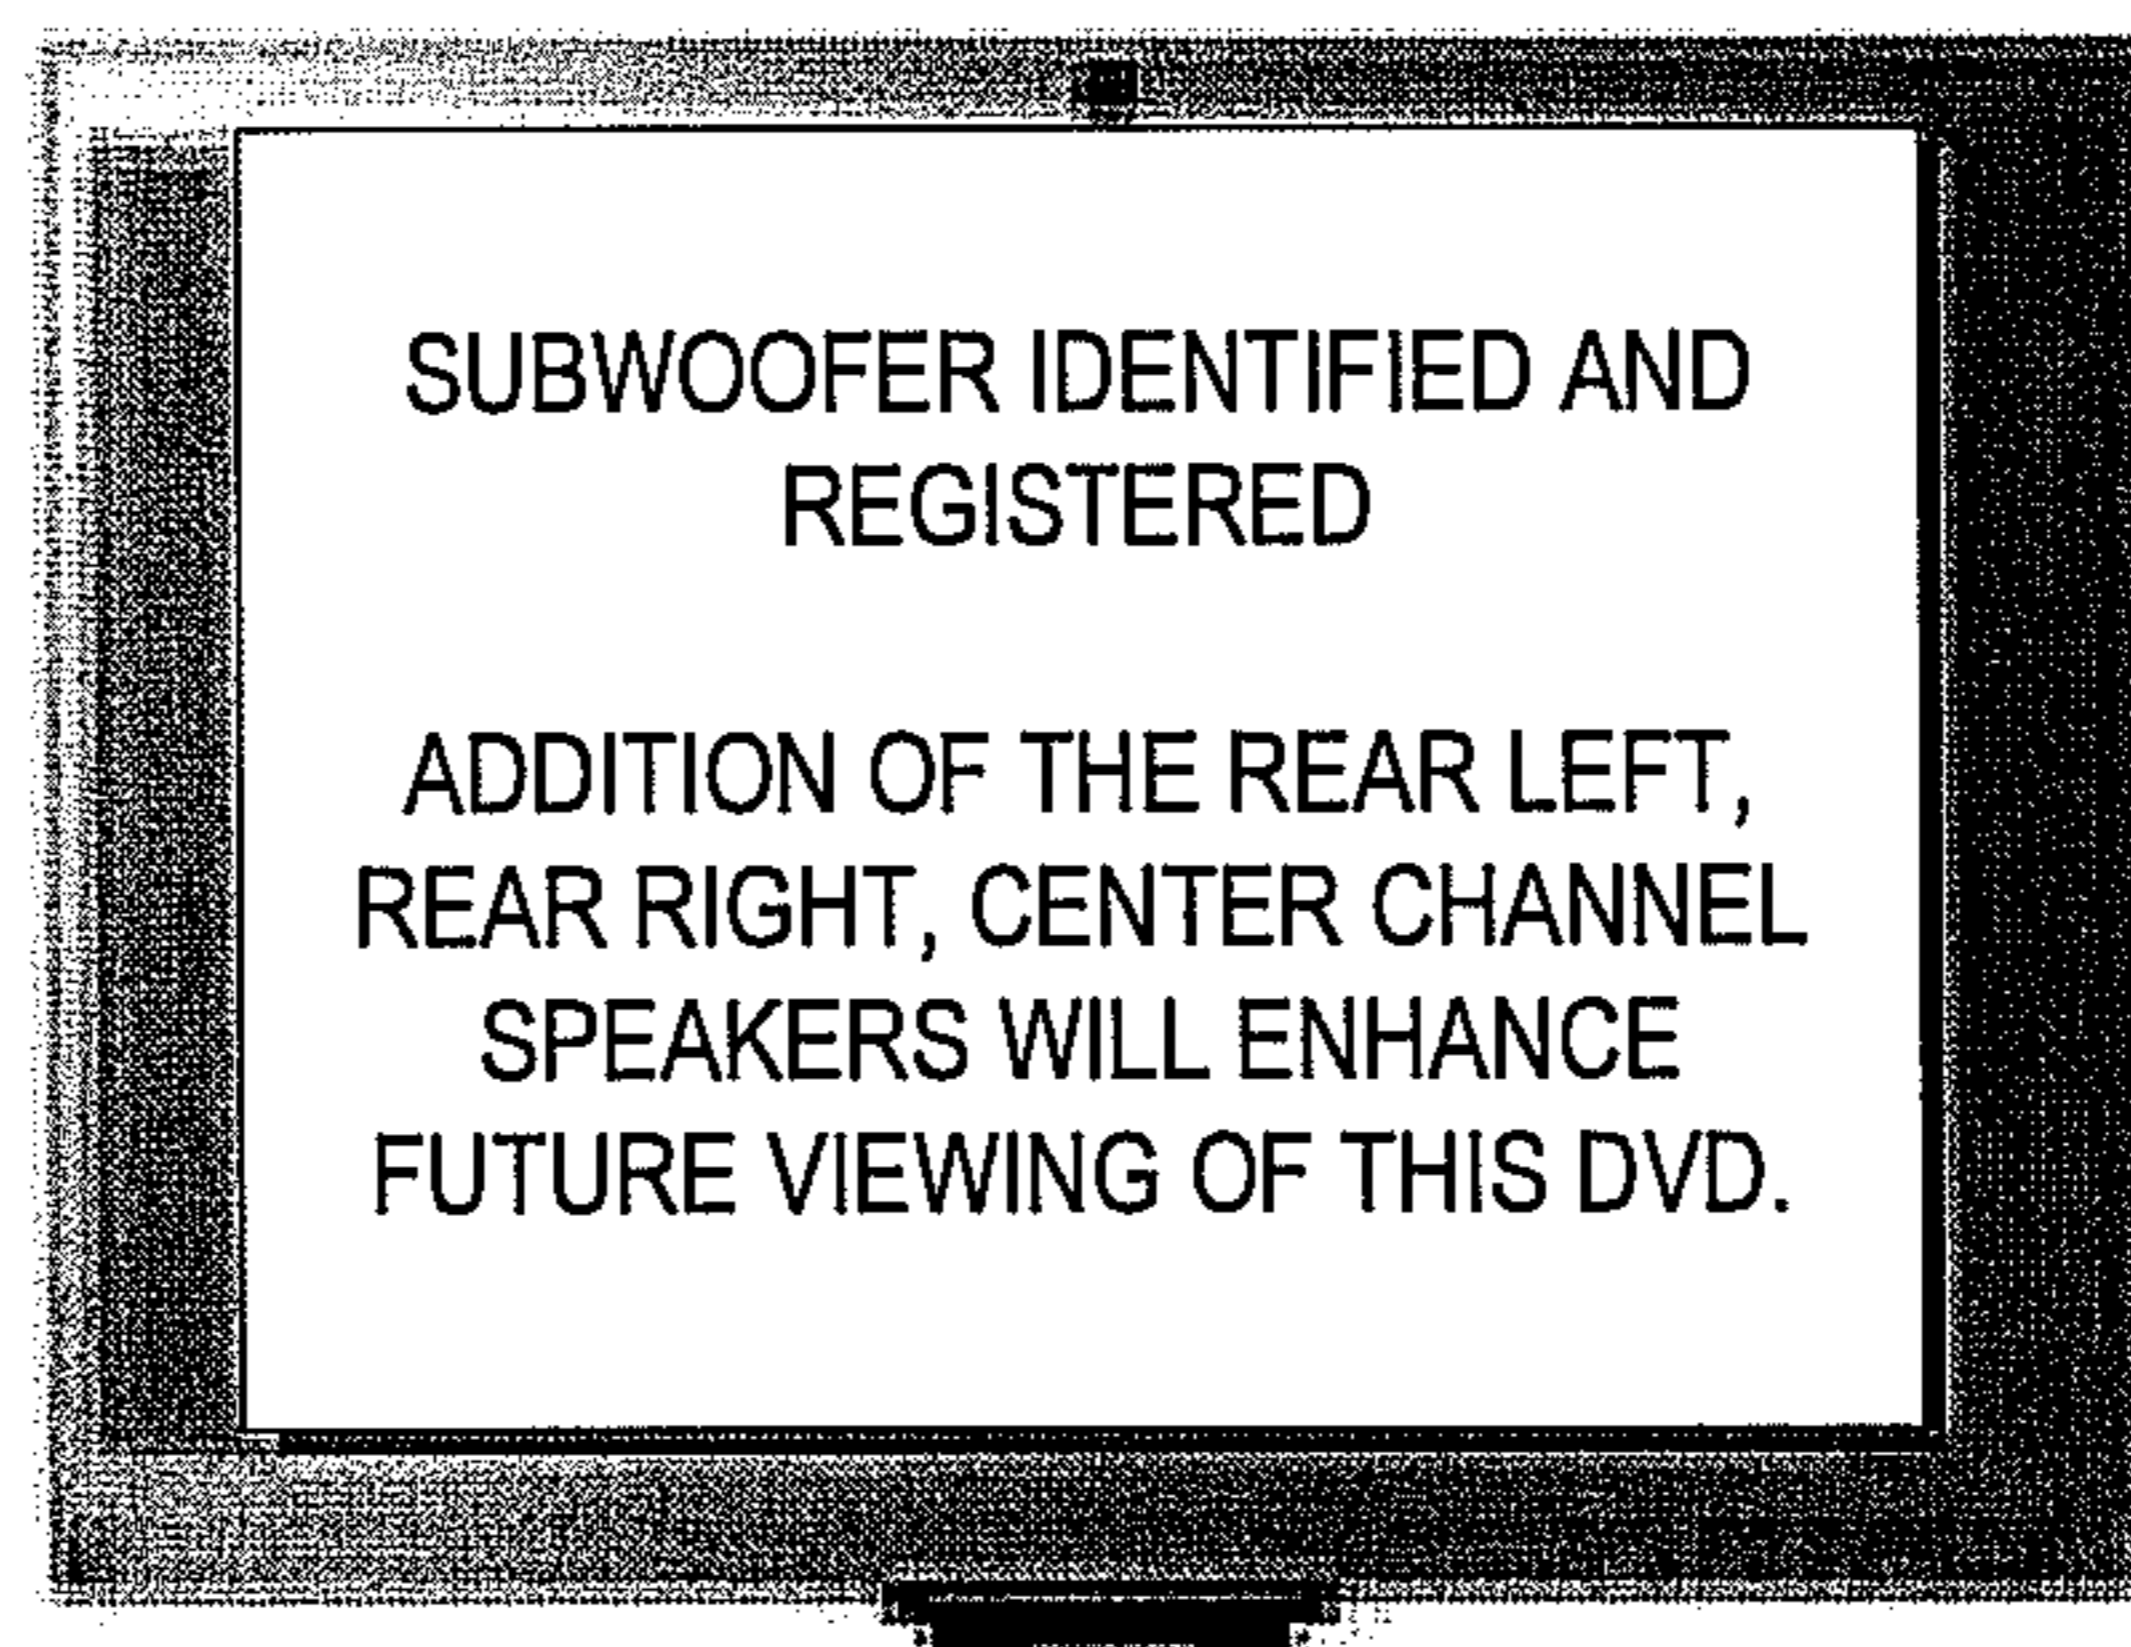 SUBWOOFER IDENTIFIED AND
REGISTERED
ADDITION OF THE REAR LEFT,
REAR RIGHT, CENTER CHANNEL
SPEAKERS WILL ENHANCE
FUTURE VIEWING OF THIS DVD.